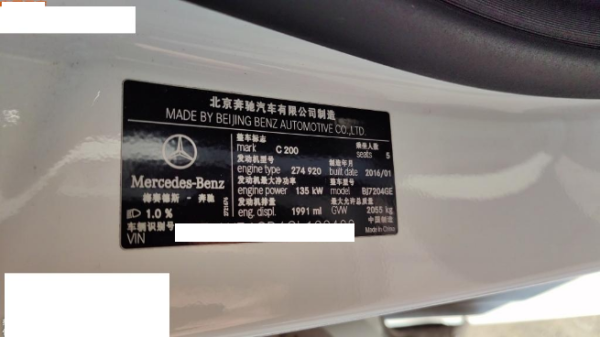 北京奔驰汽车有限公司制造
MADE BY BEIJING BENZ AUTOMOTIVE CO.,LTD.
Mercedes-Benz
梅赛德斯 - 奔驰
1.0 %
整车标志
mark C 200
乘坐人数
seats 5
发动机型号
engine type 274 920
制造年月
built date 2016/01
发动机最大净功率
engine power 135 kW
整车型号
model BJ7204GE
发动机排量
eng. displ. 1991 ml
最大允许总质量
GVW 2055 kg
车辆识别号
VIN
中国制造
Made in China